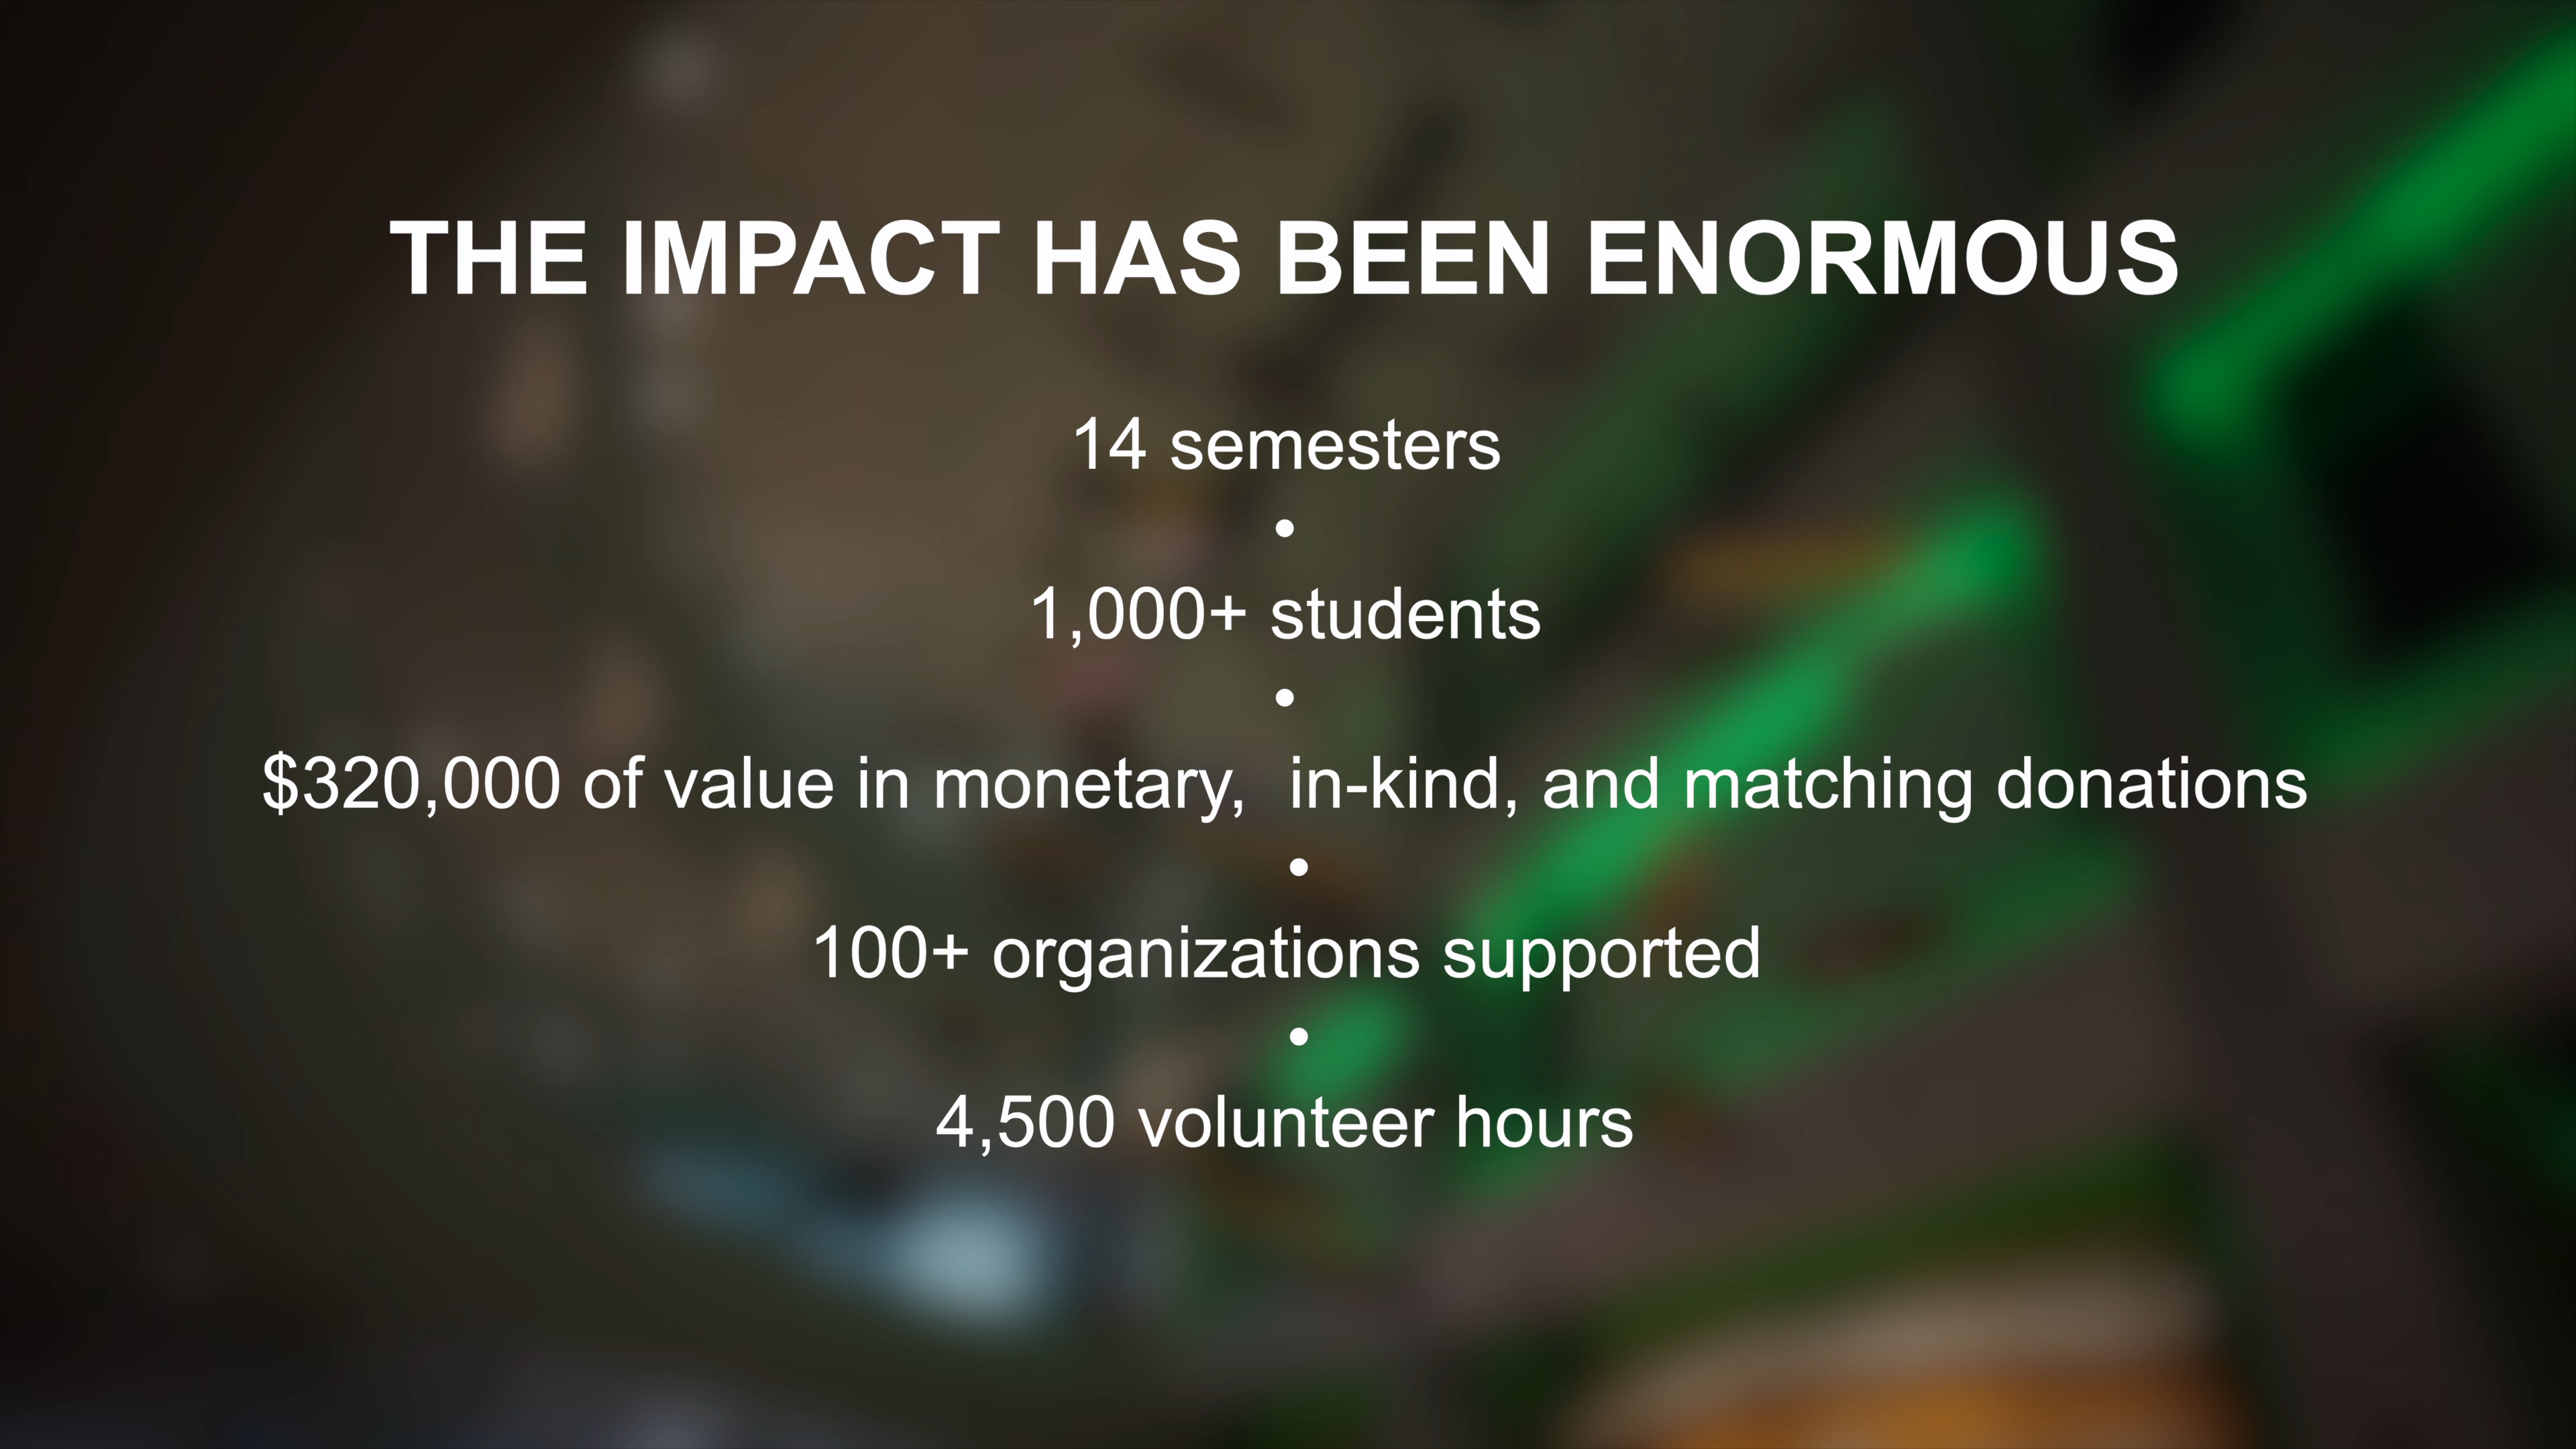 THE IMPACT HAS BEEN ENORMOUS
14 semesters
•
1,000+ students
•
$320,000 of value in monetary,  in-kind, and matching donations
•
100+ organizations supported
•
4,500 volunteer hours